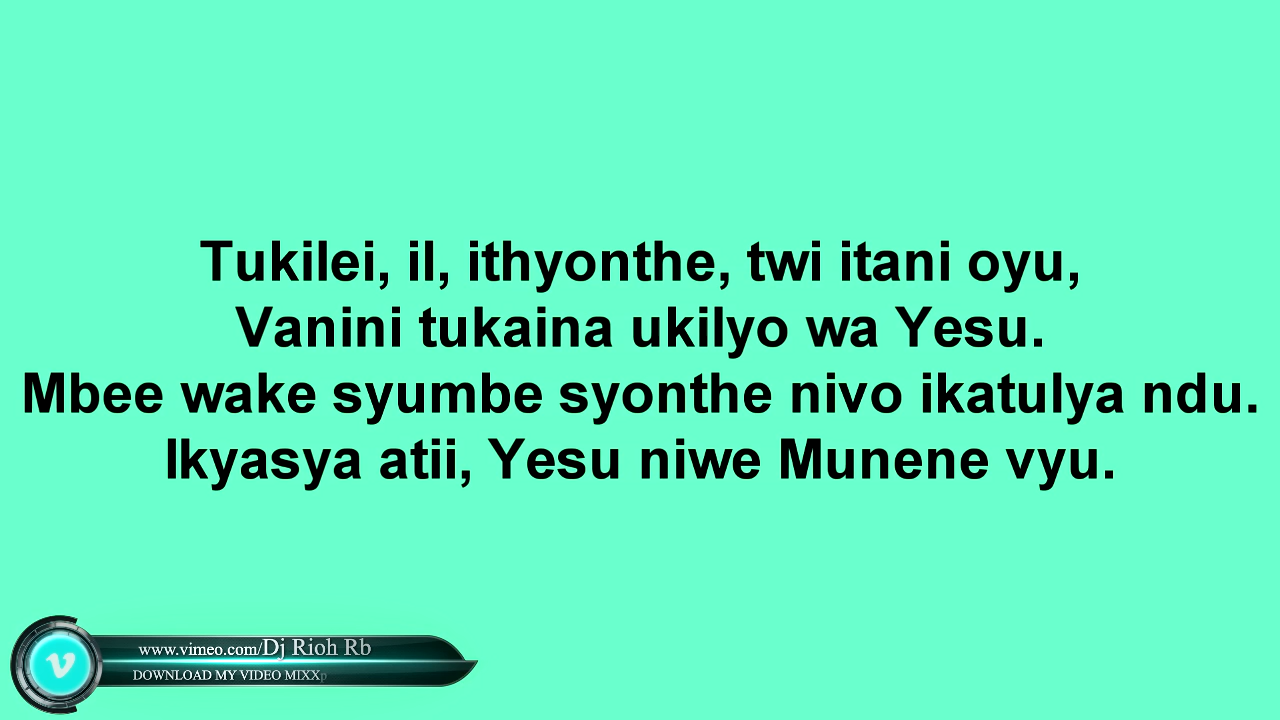 Tukilei, il, ithyonthe, twi itani oyu,
Vanini tukaina ukilyo wa Yesu.
Mbee wake syumbe syonthe nivo ikatulya ndu.
Ikyasya atii, Yesu niwe Munene vyu.
www.vimeo.com/Dj Rioh Rb
DOWNLOAD MY VIDEO MIXXp